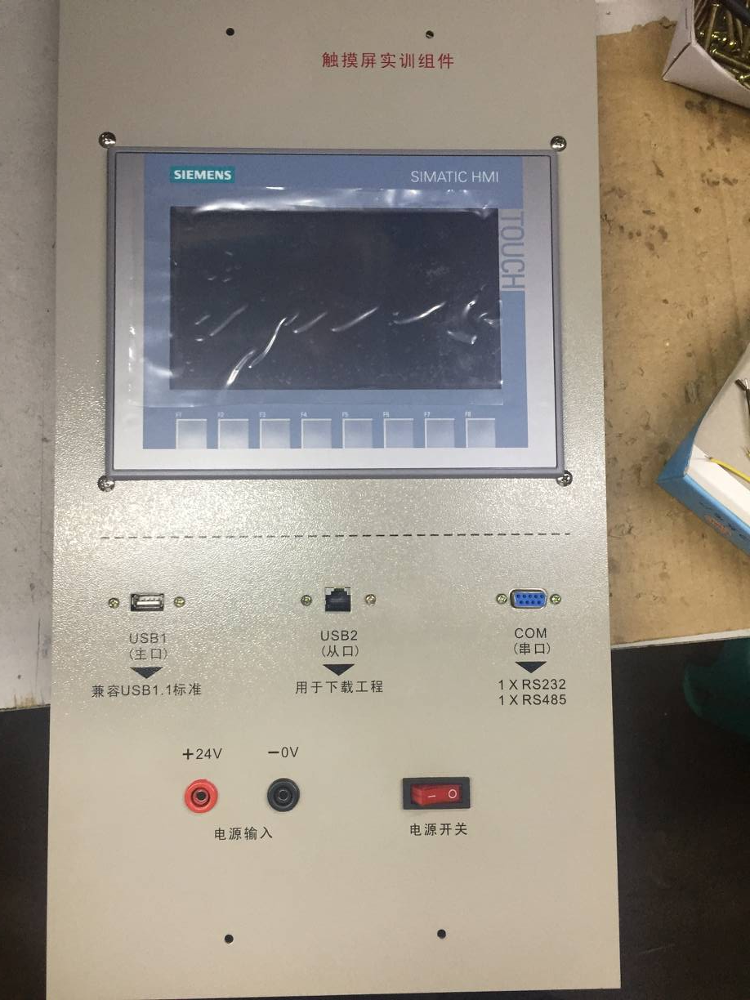 触摸屏实训组件
SIEMENS
SIMATIC HMI
TOUCH
F1 F2 F3 F4 F5 F6 F7 F8
USB1
(主口)
兼容USB1.1标准
USB2
(从口)
用于下载工程
COM
(串口)
1 X RS232
1 X RS485
+24V
-0V
电源输入
电源开关